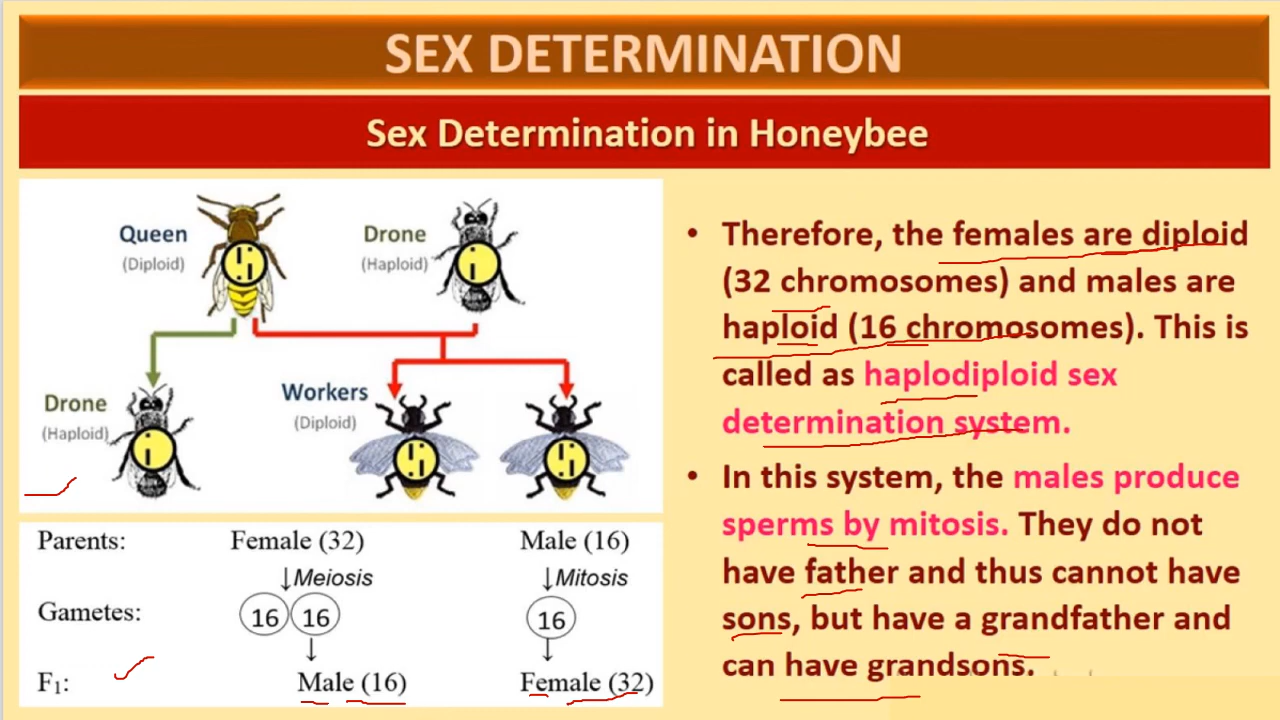 SEX DETERMINATION
Sex Determination in Honeybee
Queen
(Diploid)
Drone
(Haploid)
Drone
(Haploid)
Workers
(Diploid)
Parents: Female (32) Male (16)
↓Meiosis ↓Mitosis
Gametes: 16 16 16
↓ ↓
F₁: Male (16) Female (32)
• Therefore, the females are diploid
(32 chromosomes) and males are
haploid (16 chromosomes). This is
called as haplodiploid sex
determination system.
• In this system, the males produce
sperms by mitosis. They do not
have father and thus cannot have
sons, but have a grandfather and
can have grandsons.